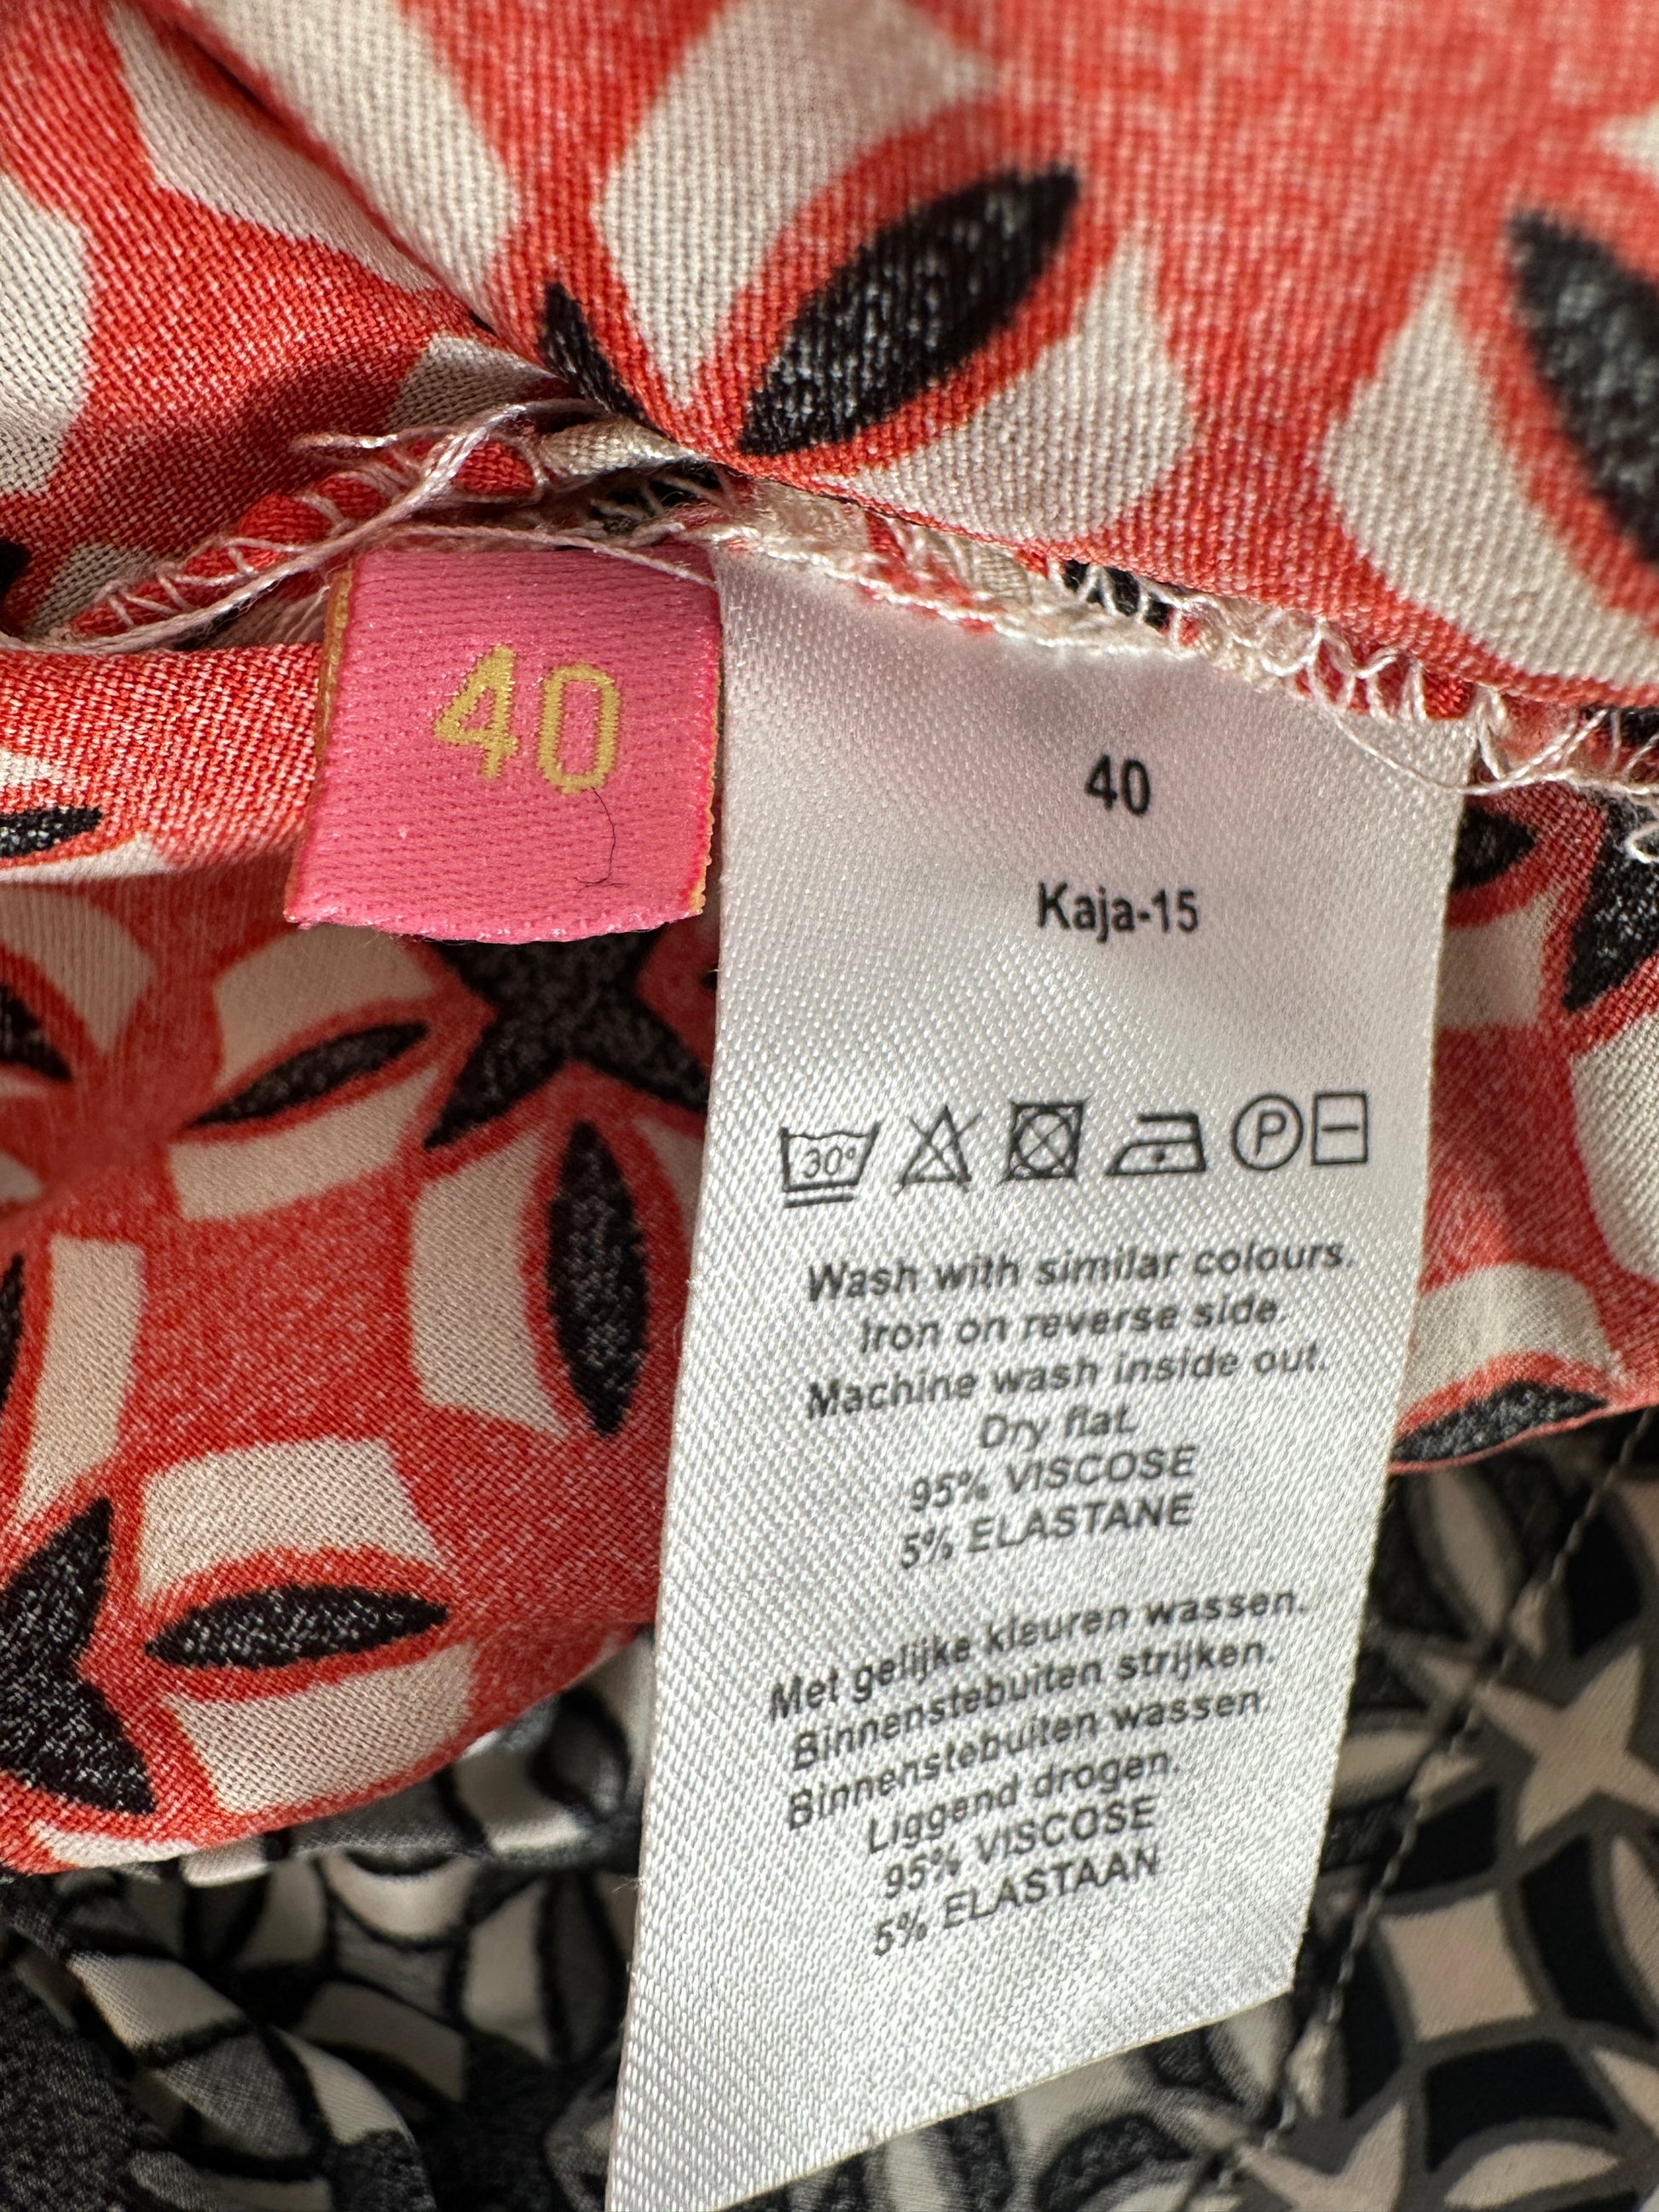 40
40
Kaja-15
30°
P
Wash with similar colours.
Iron on reverse side.
Machine wash inside out.
Dry flat.
95% VISCOSE
5% ELASTANE
Met gelijke kleuren wassen.
Binnenstebuiten strijken.
Binnenstebuiten wassen.
Liggend drogen.
95% VISCOSE
5% ELASTAAN